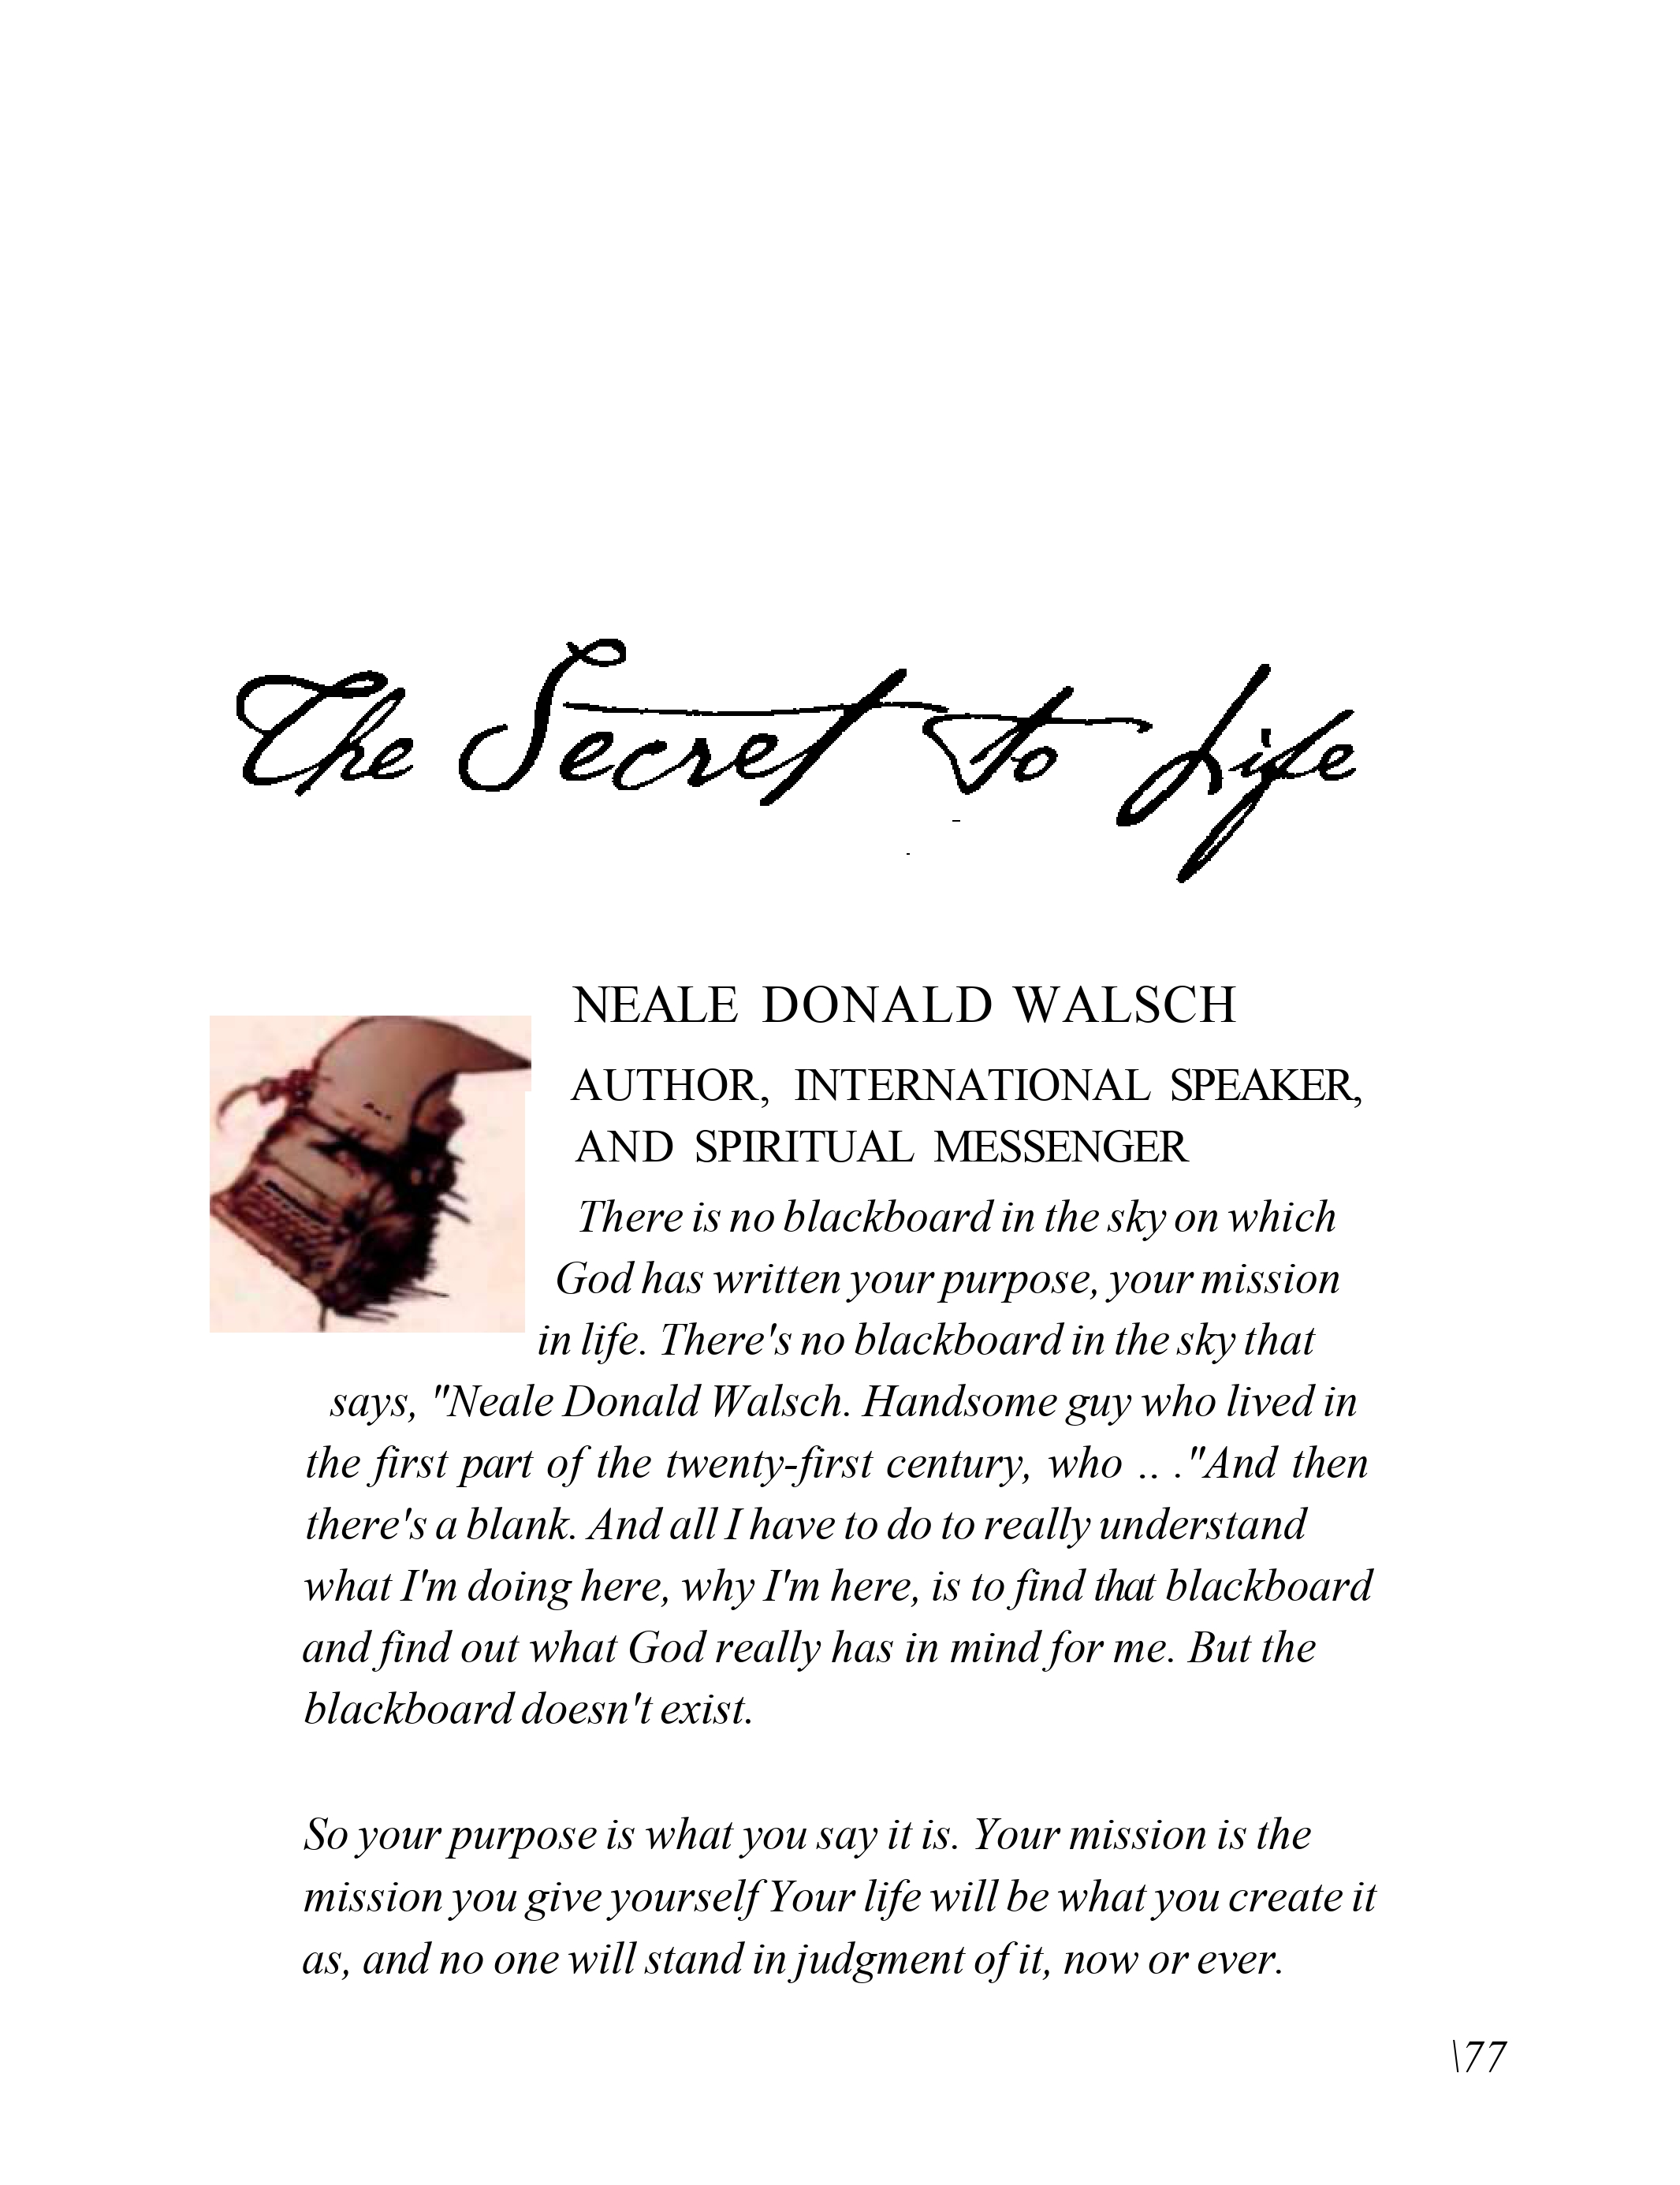 The Secret to Life
NEALE DONALD WALSCH
AUTHOR, INTERNATIONAL SPEAKER,
AND SPIRITUAL MESSENGER
There is no blackboard in the sky on which
God has written your purpose, your mission
in life. There's no blackboard in the sky that
says, "Neale Donald Walsch. Handsome guy who lived in
the first part of the twenty-first century, who .. ."And then
there's a blank. And all I have to do to really understand
what I'm doing here, why I'm here, is to find that blackboard
and find out what God really has in mind for me. But the
blackboard doesn't exist.
So your purpose is what you say it is. Your mission is the
mission you give yourself Your life will be what you create it
as, and no one will stand in judgment of it, now or ever.
\77